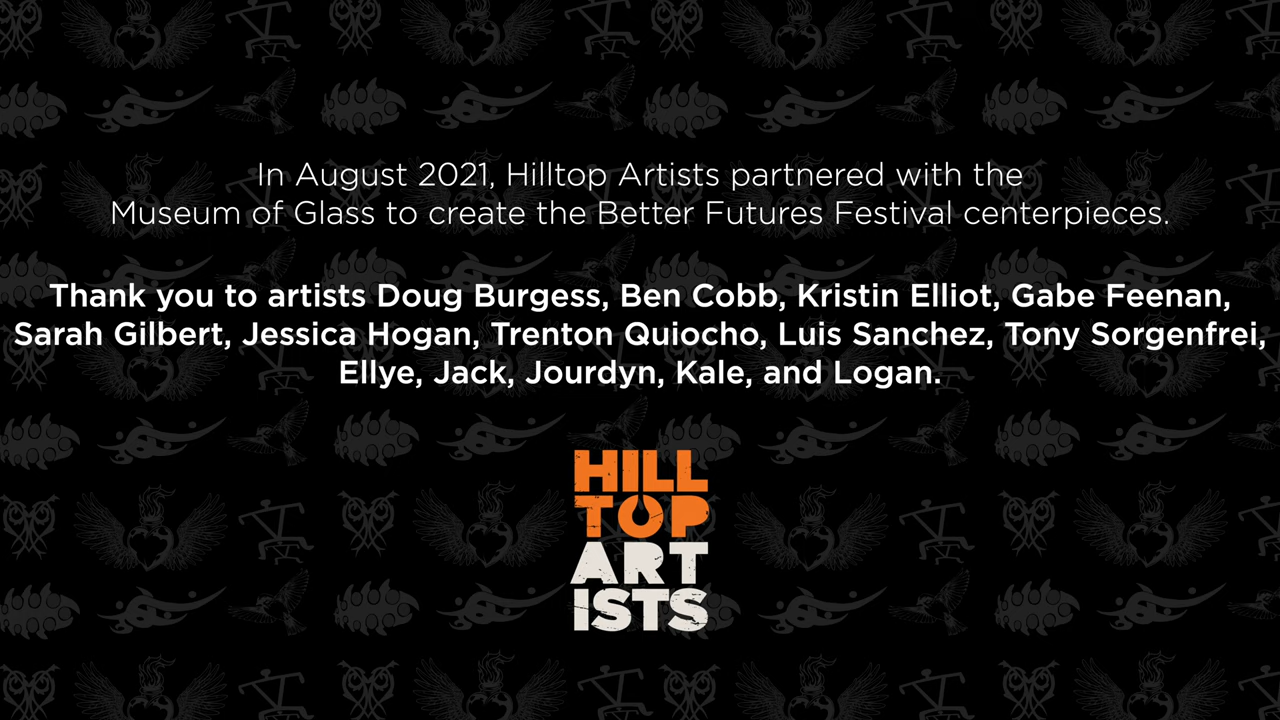 In August 2021, Hilltop Artists partnered with the
Museum of Glass to create the Better Futures Festival centerpieces.
Thank you to artists Doug Burgess, Ben Cobb, Kristin Elliot, Gabe Feenan,
Sarah Gilbert, Jessica Hogan, Trenton Quiocho, Luis Sanchez, Tony Sorgenfrei,
Ellye, Jack, Jourdyn, Kale, and Logan.
HILL
TOP
ART
ISTS